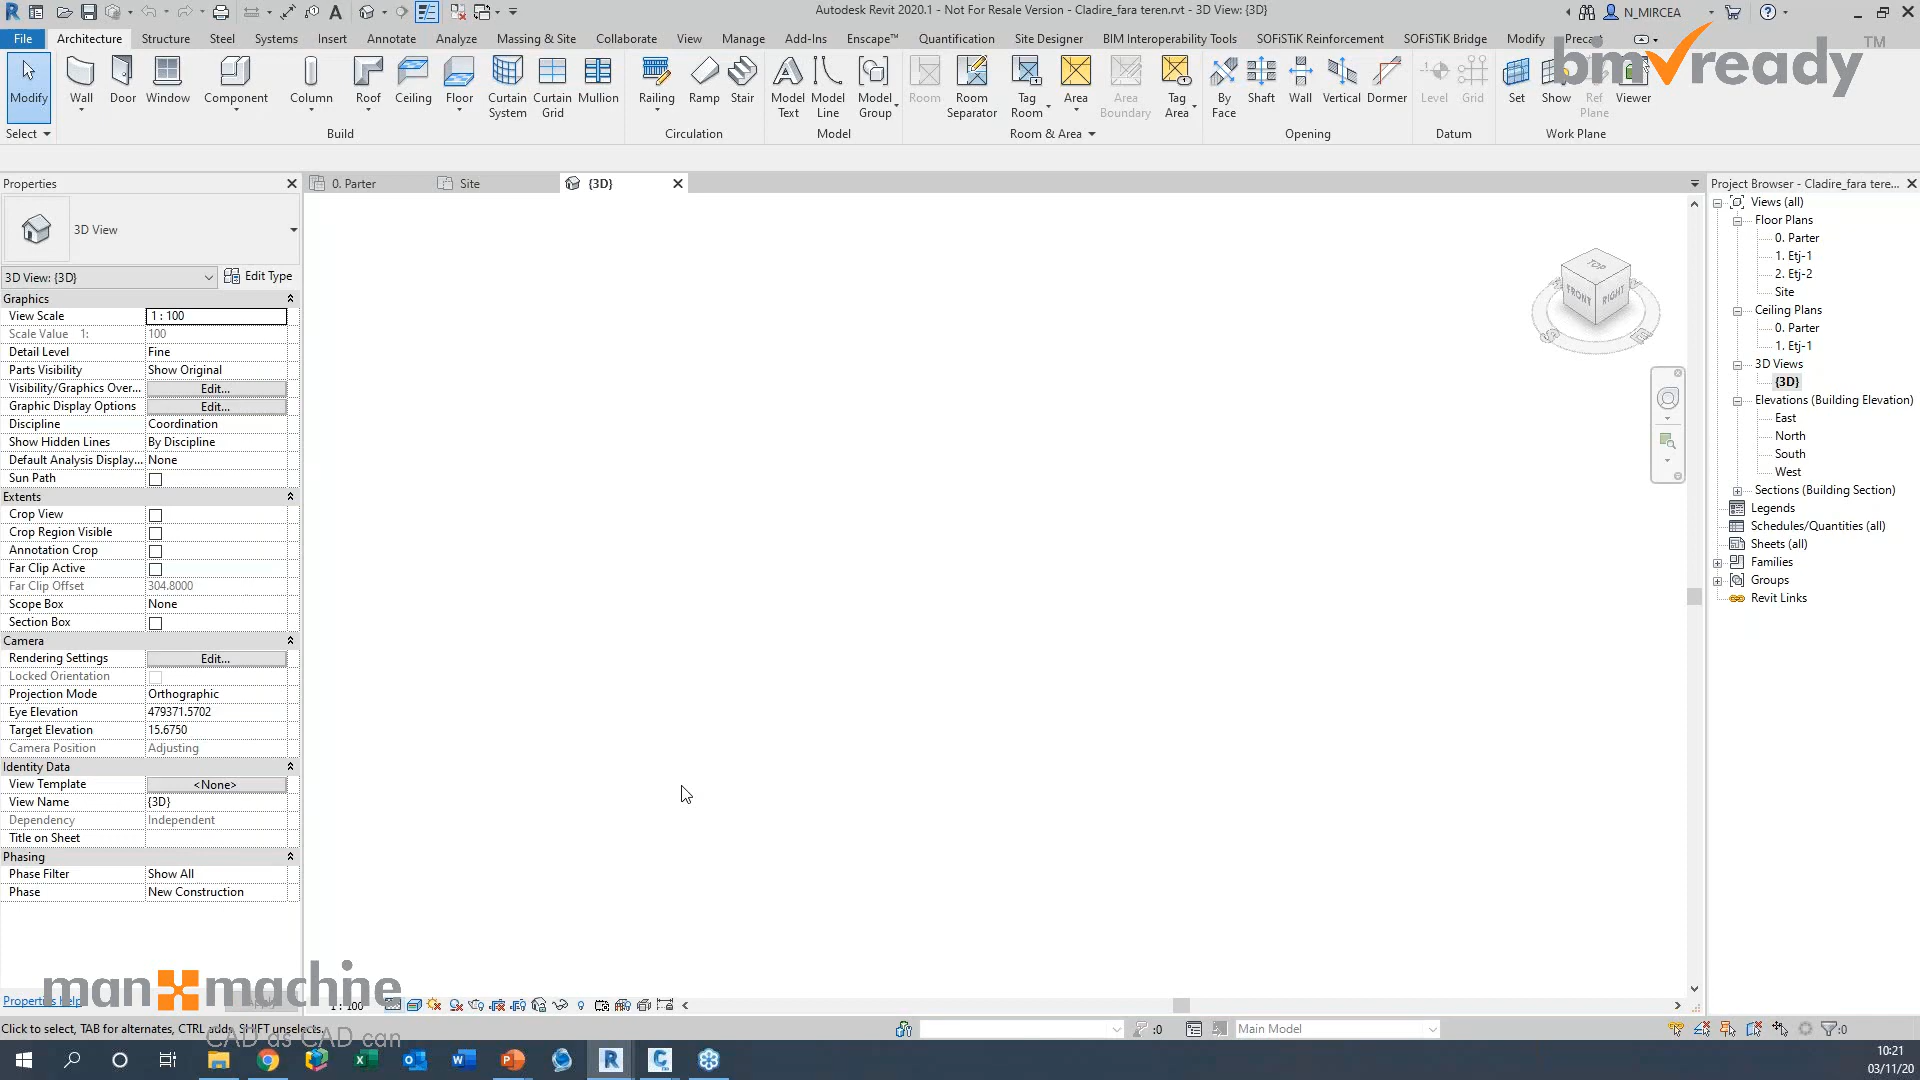 Autodesk Revit 2020.1 - Not For Resale Version - Cladire_fara teren.rvt - 3D View: {3D}
N_MIRCEA
File Architecture Structure Steel Systems Insert Annotate Analyze Massing & Site Collaborate View Manage Add-Ins Enscape™ Quantification Site Designer BIM Interoperability Tools SOFiSTiK Reinforcement SOFiSTiK Bridge Modify Precast
bimready™
Modify Wall Door Window Component Column Roof Ceiling Floor Curtain System Curtain Grid Mullion Railing Ramp Stair Model Text Model Line Model Group Room Room Separator Tag Room Area Area Boundary Tag Area By Face Shaft Wall Vertical Dormer Level Grid Set Show Ref Plane Viewer
Select Build Circulation Model Room & Area Opening Datum Work Plane
Properties
0. Parter Site {3D}
3D View
3D View: {3D} Edit Type
Graphics
View Scale 1 : 100
Scale Value 1: 100
Detail Level Fine
Parts Visibility Show Original
Visibility/Graphics Over... Edit...
Graphic Display Options Edit...
Discipline Coordination
Show Hidden Lines By Discipline
Default Analysis Display... None
Sun Path
Extents
Crop View
Crop Region Visible
Annotation Crop
Far Clip Active
Far Clip Offset 304.8000
Scope Box None
Section Box
Camera
Rendering Settings Edit...
Locked Orientation
Projection Mode Orthographic
Eye Elevation 479371.5702
Target Elevation 15.6750
Camera Position Adjusting
Identity Data
View Template <None>
View Name {3D}
Dependency Independent
Title on Sheet
Phasing
Phase Filter Show All
Phase New Construction
TOP
FRONT RIGHT
Project Browser - Cladire_fara tere...
Views (all)
Floor Plans
0. Parter
1. Etj-1
2. Etj-2
Site
Ceiling Plans
0. Parter
1. Etj-1
3D Views
{3D}
Elevations (Building Elevation)
East
North
South
West
Sections (Building Section)
Legends
Schedules/Quantities (all)
Sheets (all)
Families
Groups
Revit Links
man machine
Properties help
Apply
1 : 100
CAD as CAD can
Click to select, TAB for alternates, CTRL adds, SHIFT unselects.
:0
Main Model
:0
10:21
03/11/20